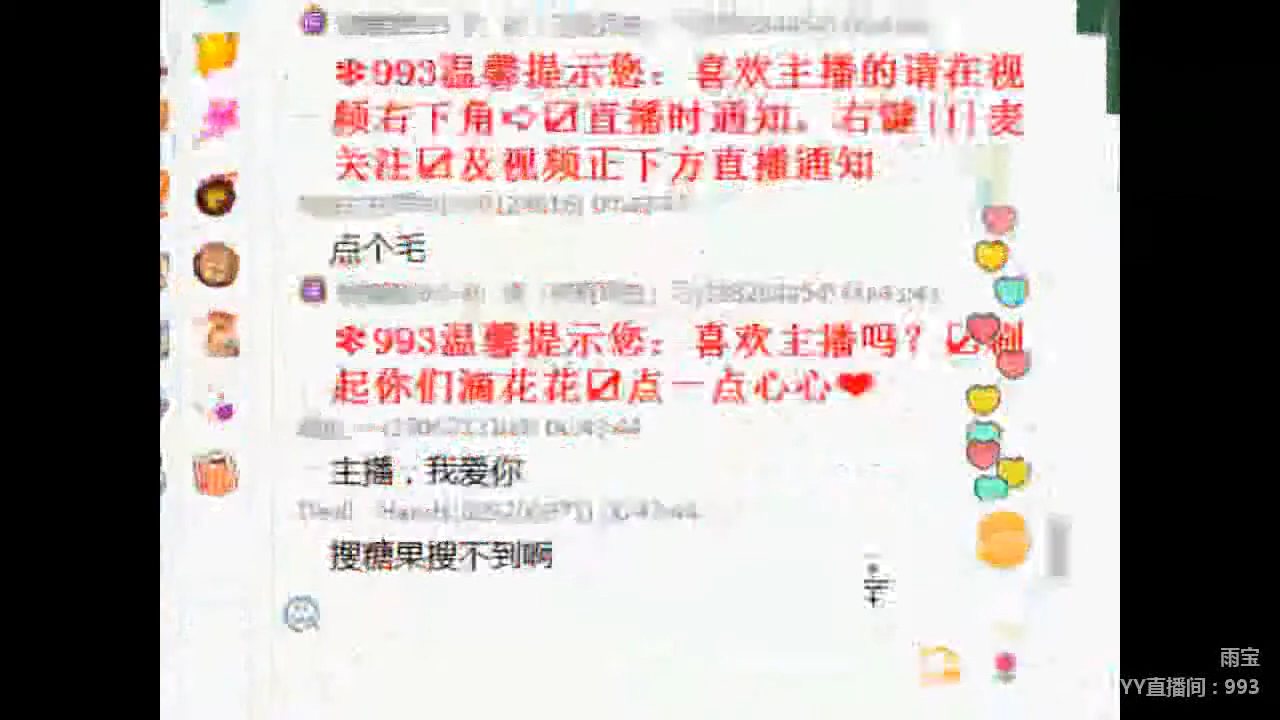 ✻993温馨提示您：喜欢主播的请在视
频右下角➪☑直播时通知。右键|1|麦
关注☑及视频正下方直播通知
点个毛
✻993温馨提示您：喜欢主播吗？☑刷
起你们滴花花☑点一点心心❤
主播，我爱你
搜糖果搜不到啊
雨宝
YY直播间：993